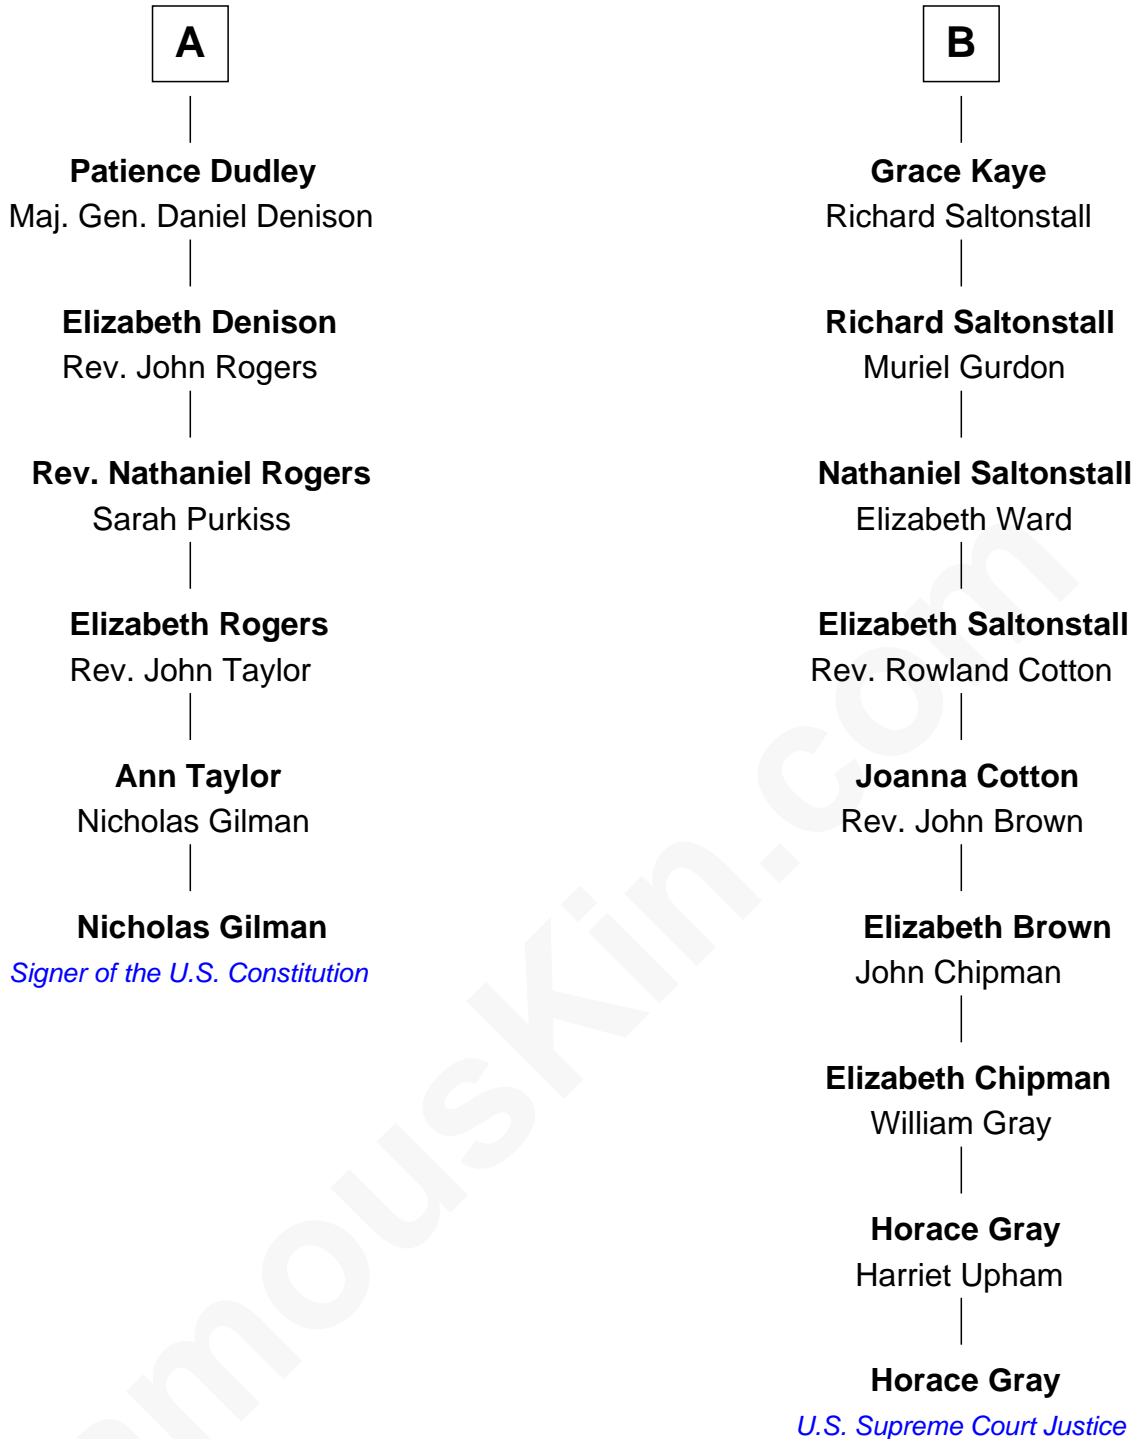 A
Patience Dudley
Maj. Gen. Daniel Denison
Elizabeth Denison
Rev. John Rogers
Rev. Nathaniel Rogers
Sarah Purkiss
Elizabeth Rogers
Rev. John Taylor
Ann Taylor
Nicholas Gilman
Nicholas Gilman
Signer of the U.S. Constitution
B
Grace Kaye
Richard Saltonstall
Richard Saltonstall
Muriel Gurdon
Nathaniel Saltonstall
Elizabeth Ward
Elizabeth Saltonstall
Rev. Rowland Cotton
Joanna Cotton
Rev. John Brown
Elizabeth Brown
John Chipman
Elizabeth Chipman
William Gray
Horace Gray
Harriet Upham
Horace Gray
U.S. Supreme Court Justice
amouskin.com